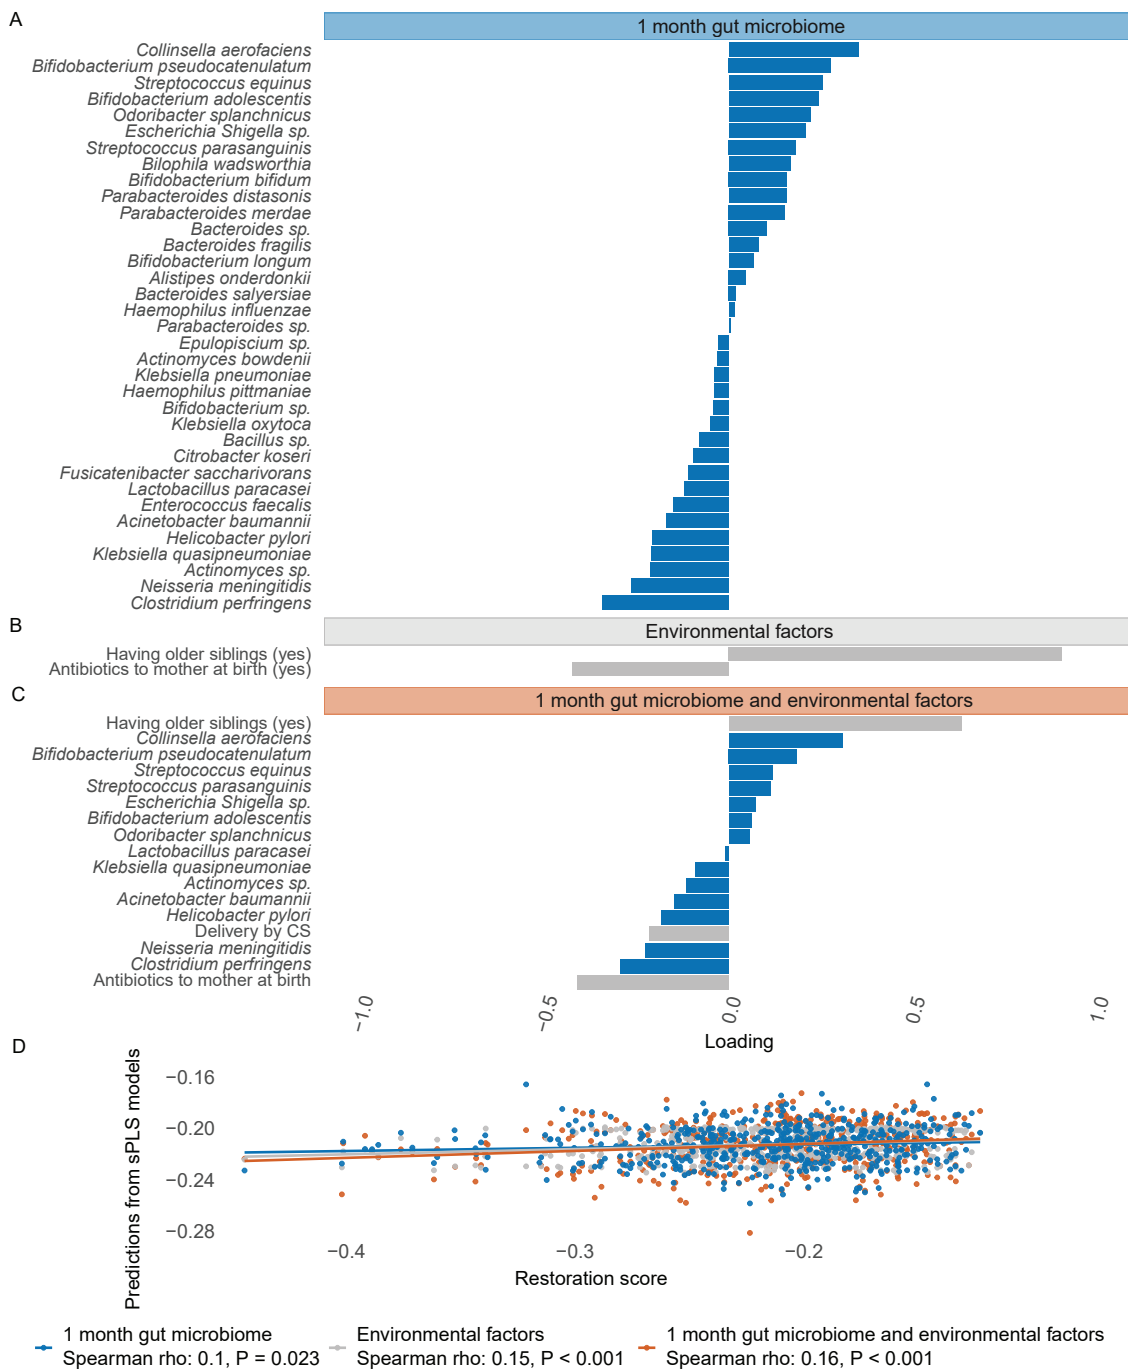 A
1 month gut microbiome
Collinsella aerofaciens
Bifidobacterium pseudocatenulatum
Streptococcus equinus
Bifidobacterium adolescentis
Odoribacter splanchnicus
Escherichia Shigella sp.
Streptococcus parasanguinis
Bilophila wadsworthia
Bifidobacterium bifidum
Parabacteroides distasonis
Parabacteroides merdae
Bacteroides sp.
Bacteroides fragilis
Bifidobacterium longum
Alistipes onderdonkii
Bacteroides salyersiae
Haemophilus influenzae
Parabacteroides sp.
Epulopiscium sp.
Actinomyces bowdenii
Klebsiella pneumoniae
Haemophilus pittmaniae
Bifidobacterium sp.
Klebsiella oxytoca
Bacillus sp.
Citrobacter koseri
Fusicatenibacter saccharivorans
Lactobacillus paracasei
Enterococcus faecalis
Acinetobacter baumannii
Helicobacter pylori
Klebsiella quasipneumoniae
Actinomyces sp.
Neisseria meningitidis
Clostridium perfringens
B
Environmental factors
Having older siblings (yes)
Antibiotics to mother at birth (yes)
C
1 month gut microbiome and environmental factors
Having older siblings (yes)
Collinsella aerofaciens
Bifidobacterium pseudocatenulatum
Streptococcus equinus
Streptococcus parasanguinis
Escherichia Shigella sp.
Bifidobacterium adolescentis
Odoribacter splanchnicus
Lactobacillus paracasei
Klebsiella quasipneumoniae
Actinomyces sp.
Acinetobacter baumannii
Helicobacter pylori
Delivery by CS
Neisseria meningitidis
Clostridium perfringens
Antibiotics to mother at birth
−1.0 −0.5 0.0 0.5 1.0
Loading
D
Predictions from sPLS models
−0.16
−0.20
−0.24
−0.28
−0.4 −0.3 −0.2
Restoration score
1 month gut microbiome
Spearman rho: 0.1, P = 0.023
Environmental factors
Spearman rho: 0.15, P < 0.001
1 month gut microbiome and environmental factors
Spearman rho: 0.16, P < 0.001